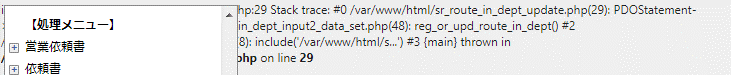 【処理メニュー】
営業依頼書
依頼書
hp:29 Stack trace: #0 /var/www/html/sr_route_in_dept_update.php(29): PDOStatement-
in_dept_input2_data_set.php(48): reg_or_upd_route_in_dept() #2
8): include('/var/www/html/s...') #3 {main} thrown in
php on line 29